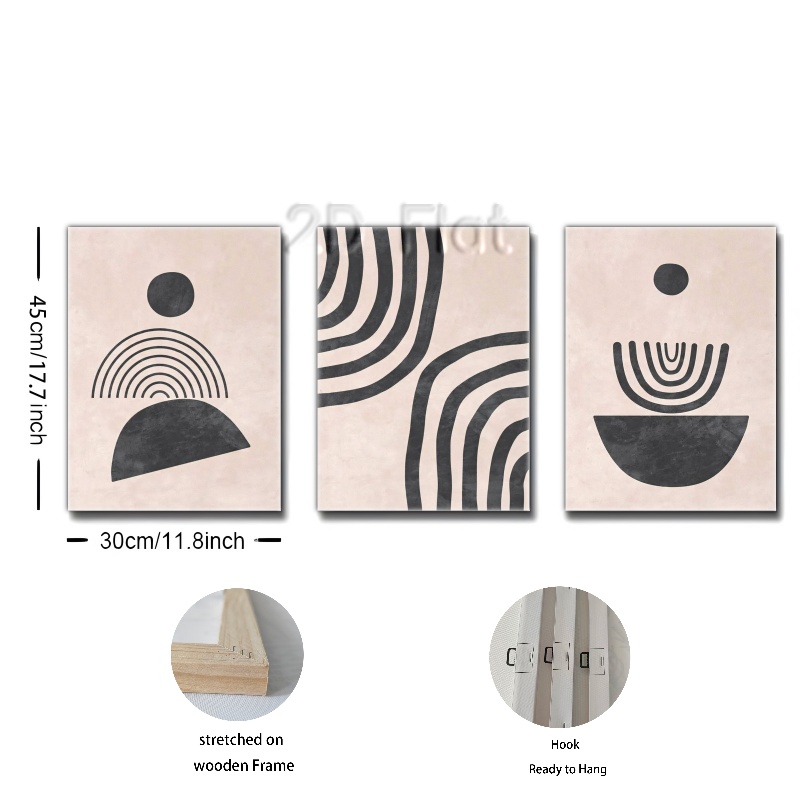 2D Flat
45cm/17.7inch
30cm/11.8inch
stretched on
wooden Frame
Hook
Ready to Hang